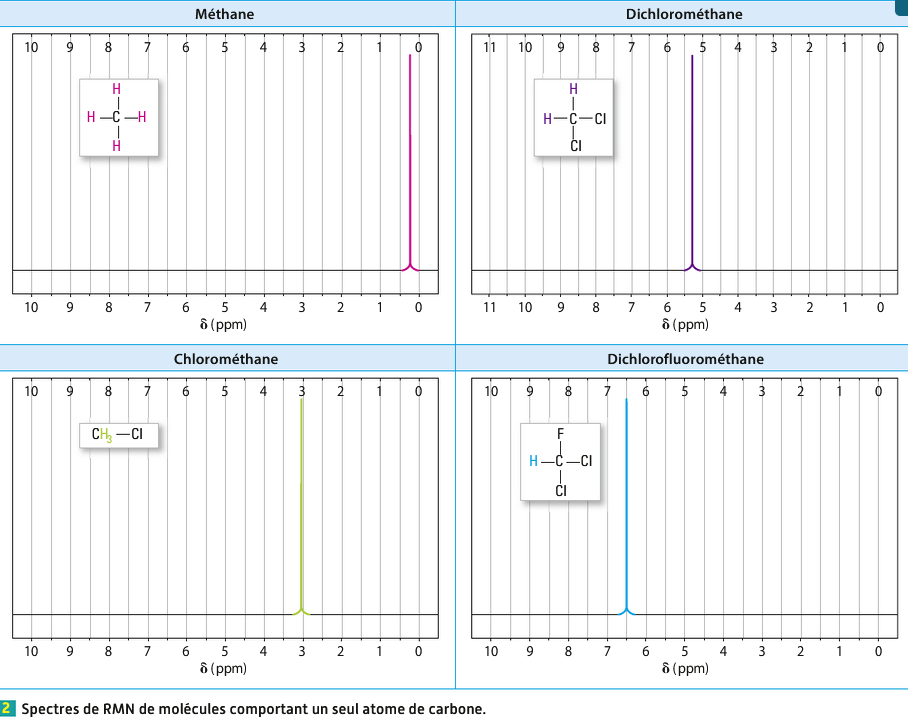 Méthane
10 9 8 7 6 5 4 3 2 1 0
H
H C H
H
10 9 8 7 6 5 4 3 2 1 0
δ (ppm)
Dichlorométhane
11 10 9 8 7 6 5 4 3 2 1 0
H
H C Cl
Cl
11 10 9 8 7 6 5 4 3 2 1 0
δ (ppm)
Chlorométhane
10 9 8 7 6 5 4 3 2 1 0
CH₃ — Cl
10 9 8 7 6 5 4 3 2 1 0
δ (ppm)
Dichlorofluorométhane
10 9 8 7 6 5 4 3 2 1 0
F
H C Cl
Cl
10 9 8 7 6 5 4 3 2 1 0
δ (ppm)
2 Spectres de RMN de molécules comportant un seul atome de carbone.